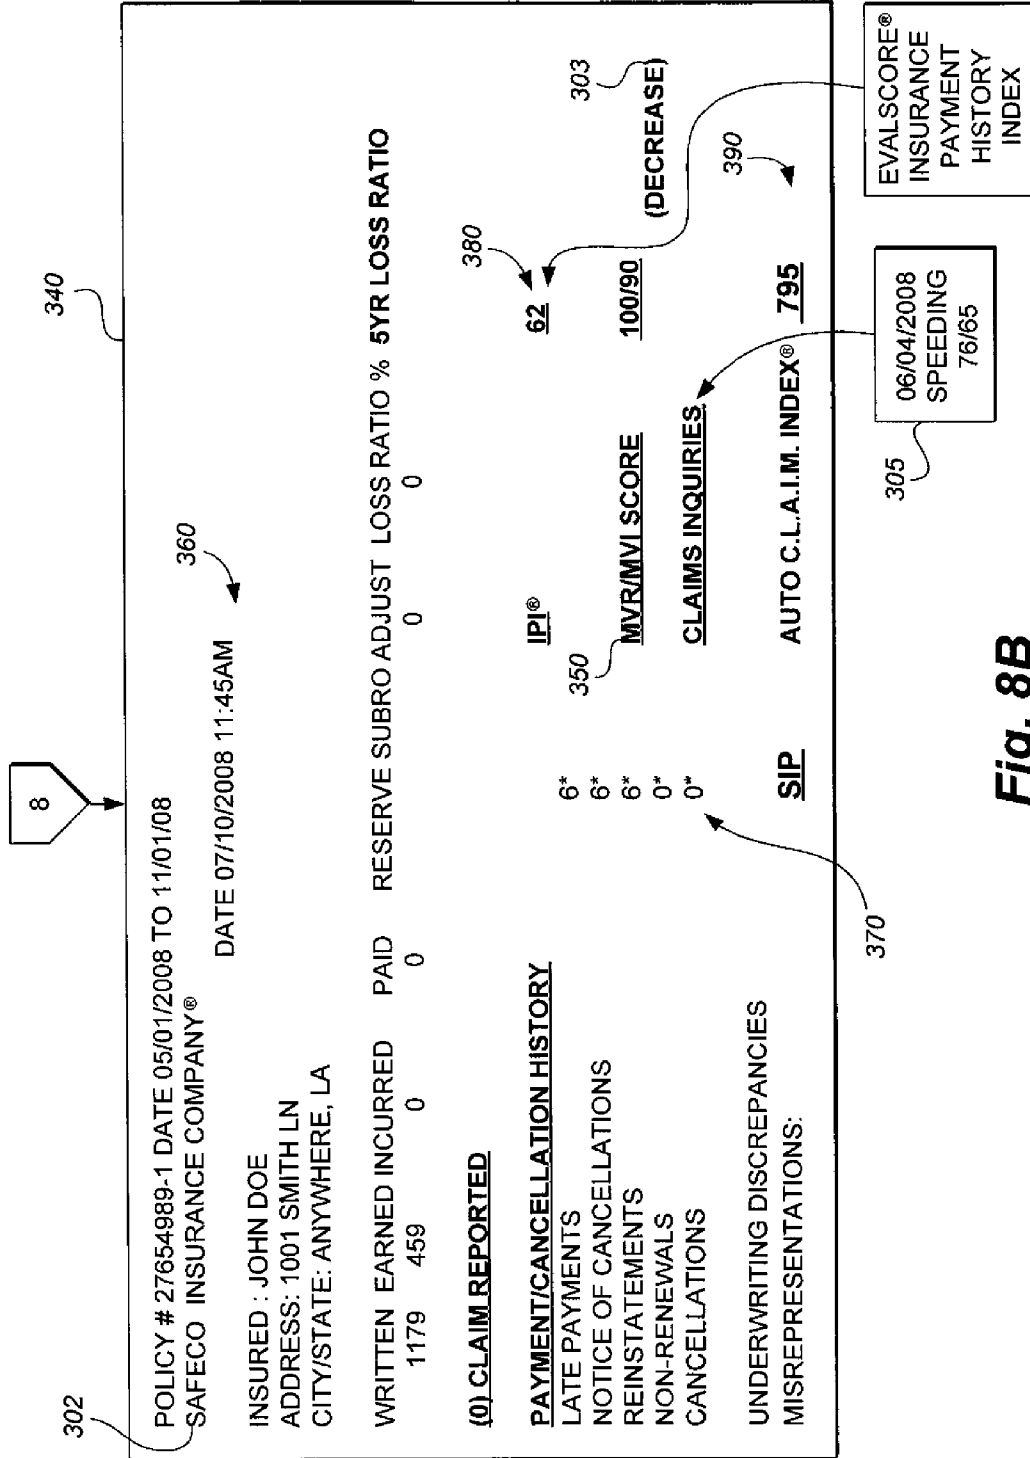 8
340
302
POLICY # 27654989-1 DATE 05/01/2008 TO 11/01/08
SAFECO INSURANCE COMPANY®
DATE 07/10/2008 11:45AM
360
INSURED : JOHN DOE
ADDRESS: 1001 SMITH LN
CITY/STATE: ANYWHERE, LA
WRITTEN EARNED INCURRED PAID RESERVE SUBRO ADJUST LOSS RATIO % 5YR LOSS RATIO
1179 459 0 0 0 0
(0) CLAIM REPORTED
380
303
PAYMENT/CANCELLATION HISTORY IPI® 62
LATE PAYMENTS 6*
NOTICE OF CANCELLATIONS 6*
350
REINSTATEMENTS 6* MVR/MVI SCORE 100/90
(DECREASE)
NON-RENEWALS 0*
CANCELLATIONS 0* CLAIMS INQUIRIES
390
UNDERWRITING DISCREPANCIES
MISREPRESENTATIONS: SIP AUTO C.L.A.I.M. INDEX® 795
370
305
06/04/2008
SPEEDING
76/65
EVALSCORE®
INSURANCE
PAYMENT
HISTORY
INDEX
Fig. 8B